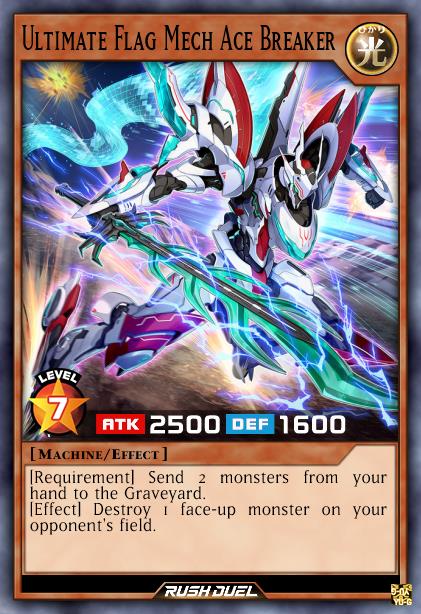 ULTIMATE FLAG MECH ACE BREAKER
ひかり
光
LEVEL
7
ATK 2500 DEF 1600
[MACHINE/EFFECT]
[Requirement] Send 2 monsters from your
hand to the Graveyard.
[Effect] Destroy 1 face-up monster on your
opponent's field.
RUSH DUEL